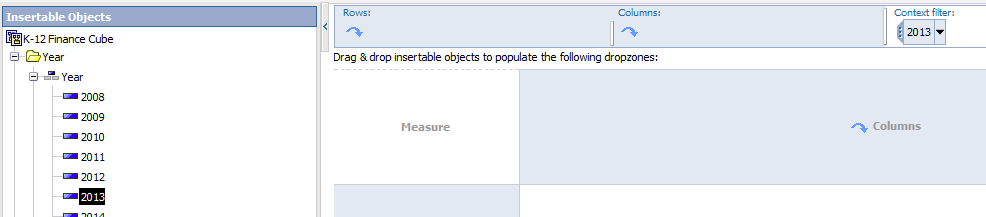 Insertable Objects
K-12 Finance Cube
Year
Year
2008
2009
2010
2011
2012
2013
2014
Rows:
Columns:
Context filter:
2013
Drag & drop insertable objects to populate the following dropzones:
Measure
Columns